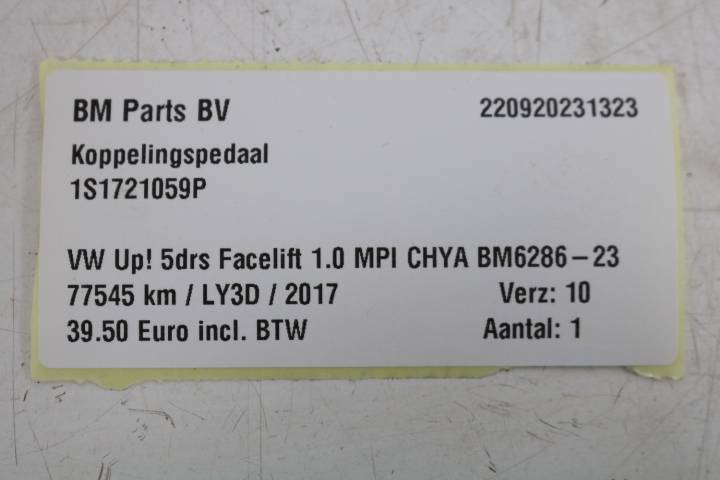 BM Parts BV 220920231323
Koppelingspedaal
1S1721059P
VW Up! 5drs Facelift 1.0 MPI CHYA BM6286-23
77545 km / LY3D / 2017 Verz: 10
39.50 Euro incl. BTW Aantal: 1